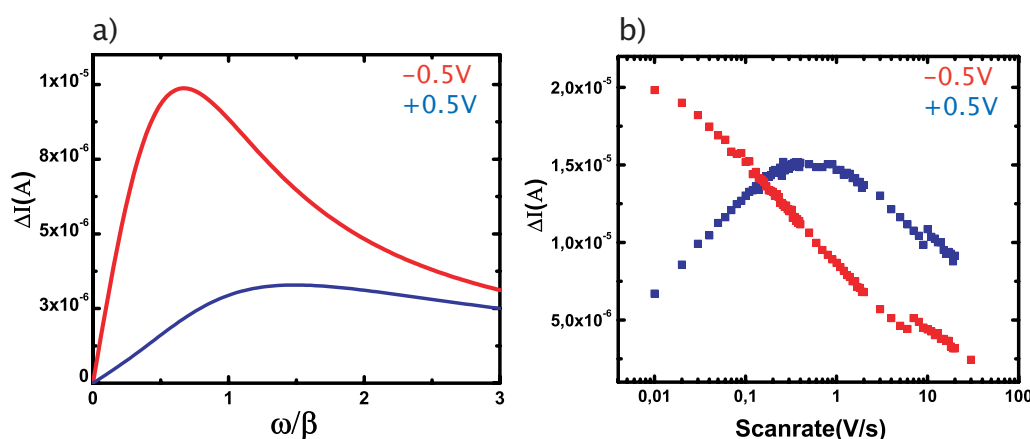 a)
−0.5V
+0.5V
1x10⁻⁵
8x10⁻⁶
5x10⁻⁶
3x10⁻⁶
0
ΔI(A)
0 1 2 3
ω/β
b)
−0.5V
+0.5V
2,0x10⁻⁵
1,5x10⁻⁵
1,0x10⁻⁵
5,0x10⁻⁶
ΔI(A)
0,01 0,1 1 10 100
Scanrate(V/s)